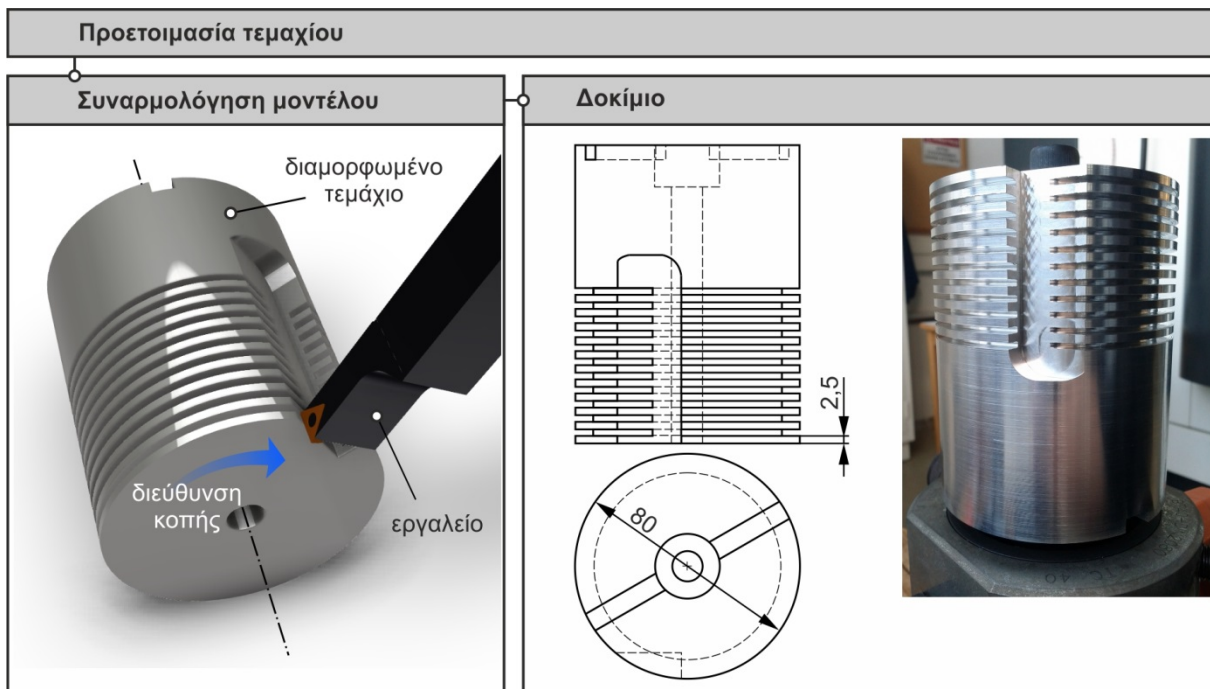 Προετοιμασία τεμαχίου
Συναρμολόγηση μοντέλου
Δοκίμιο
διαμορφωμένο
τεμάχιο
διεύθυνση
κοπής
εργαλείο
2,5
80